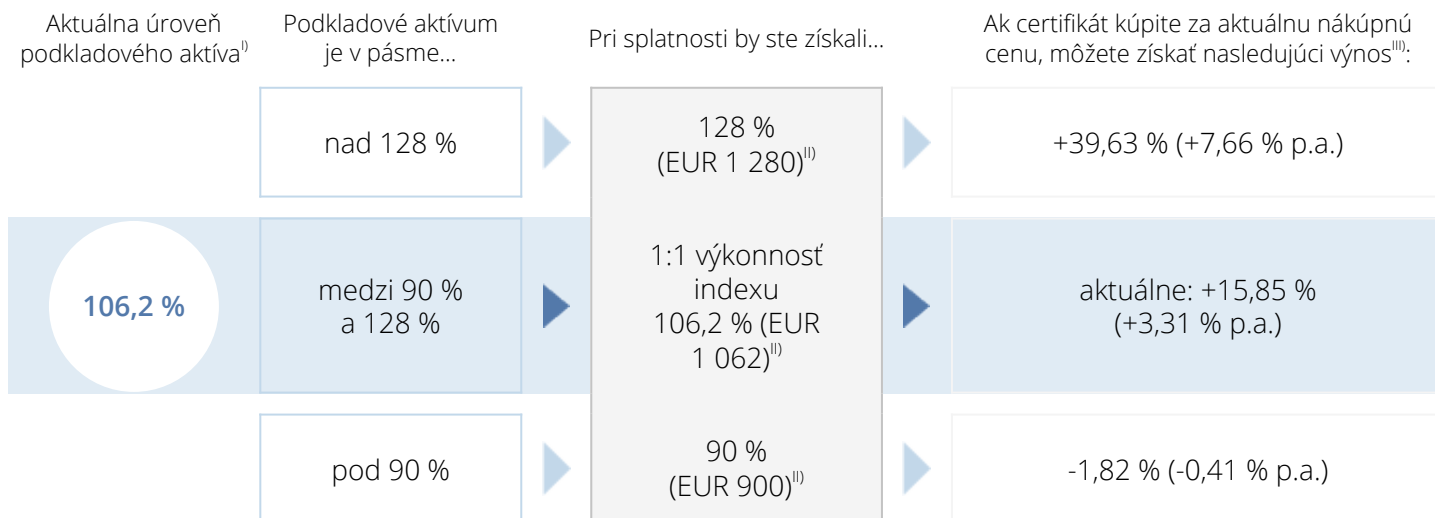 Aktuálna úroveň
podkladového aktíva^I)
Podkladové aktívum
je v pásme...
Pri splatnosti by ste získali...
Ak certifikát kúpite za aktuálnu nákúpnú
cenu, môžete získať nasledujúci výnos^III):
nad 128 %
128 %
(EUR 1 280)^II)
+39,63 % (+7,66 % p.a.)
106,2 %
medzi 90 %
a 128 %
1:1 výkonnosť
indexu
106,2 % (EUR
1 062)^II)
aktuálne: +15,85 %
(+3,31 % p.a.)
pod 90 %
90 %
(EUR 900)^II)
-1,82 % (-0,41 % p.a.)